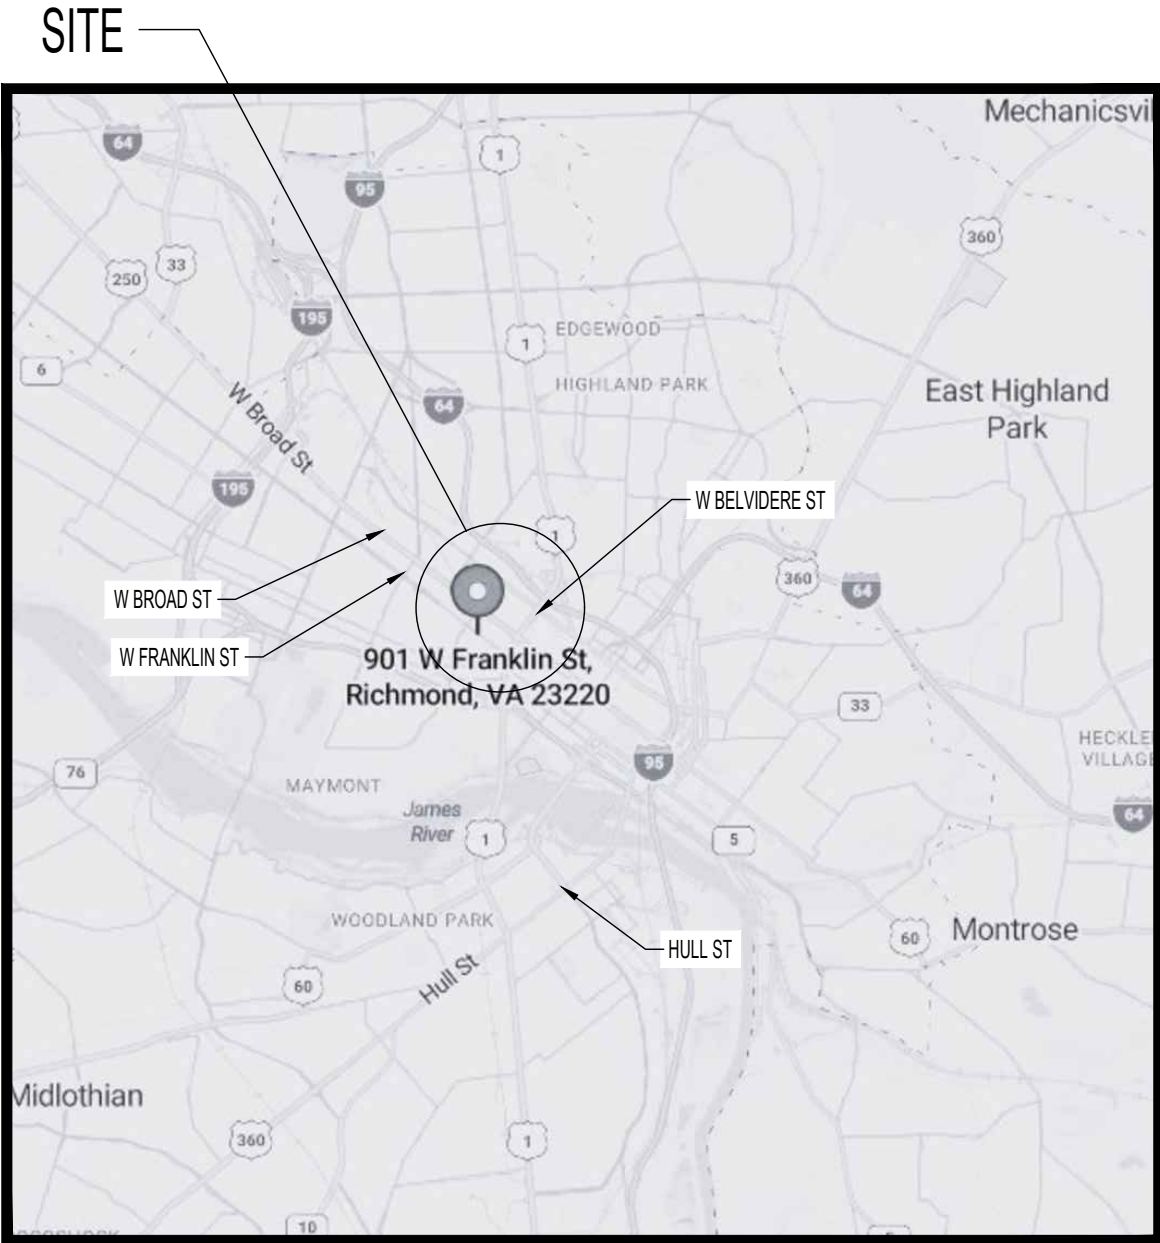 SITE
Mechanicsvi
64
1
95
360
33
250
195
EDGEWOOD
1
6
HIGHLAND PARK
East Highland
Park
W Broad St
64
195
W BELVIDERE ST
1
360
64
W BROAD ST
W FRANKLIN ST
901 W Franklin St,
Richmond, VA 23220
33
HECKLE
VILLAGE
95
76
MAYMONT
James
River
64
1
5
WOODLAND PARK
60
Montrose
HULL ST
Hull St
60
Midlothian
360
1
10